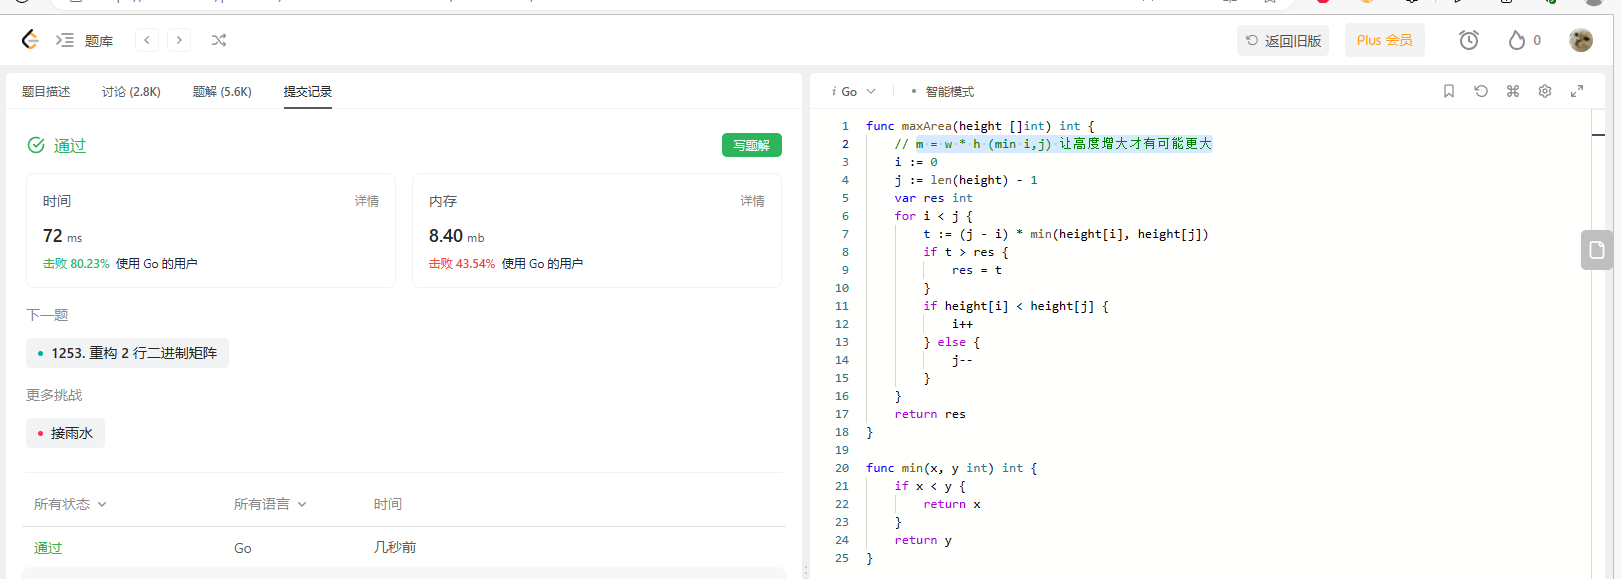 题库
返回旧版
Plus 会员
0
题目描述
讨论 (2.8K)
题解 (5.6K)
提交记录
通过
写题解
时间
详情
72 ms
击败 80.23% 使用 Go 的用户
内存
详情
8.40 mb
击败 43.54% 使用 Go 的用户
下一题
1253. 重构 2 行二进制矩阵
更多挑战
接雨水
所有状态
所有语言
时间
通过
Go
几秒前
i Go
智能模式
1 func maxArea(height []int) int {
2 // m = w * h (min i,j) 让高度增大才有可能更大
3 i := 0
4 j := len(height) - 1
5 var res int
6 for i < j {
7 t := (j - i) * min(height[i], height[j])
8 if t > res {
9 res = t
10 }
11 if height[i] < height[j] {
12 i++
13 } else {
14 j--
15 }
16 }
17 return res
18 }
19
20 func min(x, y int) int {
21 if x < y {
22 return x
23 }
24 return y
25 }